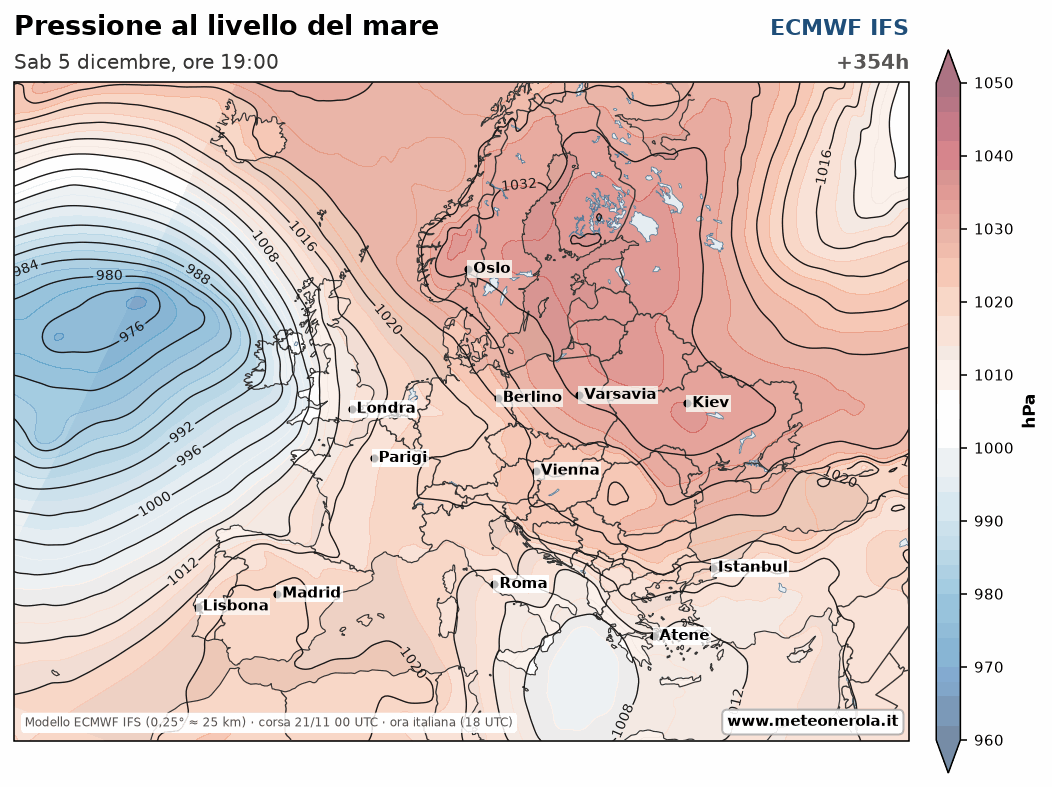 Pressione al livello del mare
ECMWF IFS
Sab 5 dicembre, ore 19:00
+354h
1050
1040
1030
1020
1010
1000
990
980
970
960
hPa
1016
1032
1008
1016
984
980
988
976
1020
Oslo
Londra
Berlino
Varsavia
Kiev
992
996
Parigi
Vienna
1000
1020
1012
Istanbul
Roma
Madrid
Lisbona
Atene
1020
1008
1012
Modello ECMWF IFS (0,25° ≈ 25 km) · corsa 21/11 00 UTC · ora italiana (18 UTC)
www.meteonerola.it